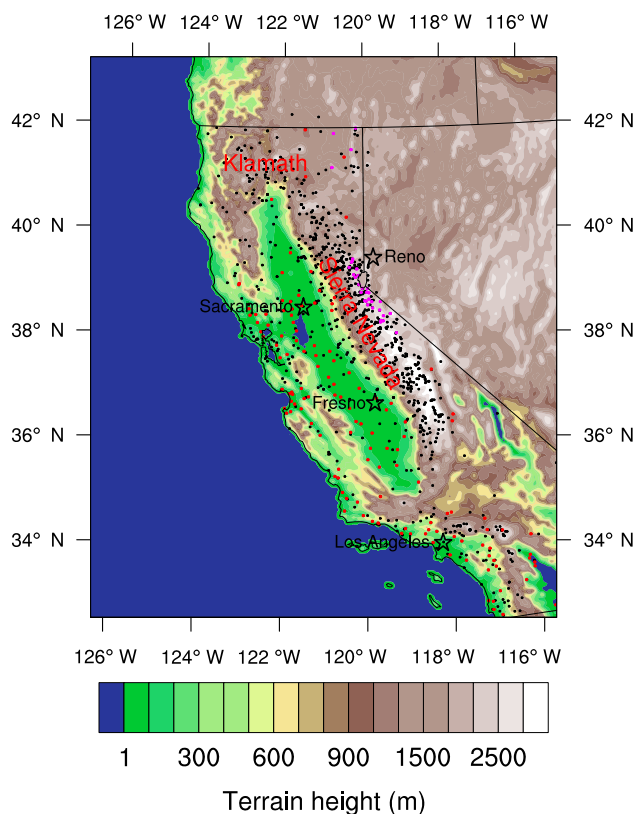 126° W 124° W 122° W 120° W 118° W 116° W
42° N 42° N
Klamath
40° N 40° N
Reno
Sierra Nevada
Sacramento
38° N 38° N
Fresno
36° N 36° N
34° N Los Angeles 34° N
126° W 124° W 122° W 120° W 118° W 116° W
1 300 600 900 1500 2500
Terrain height (m)